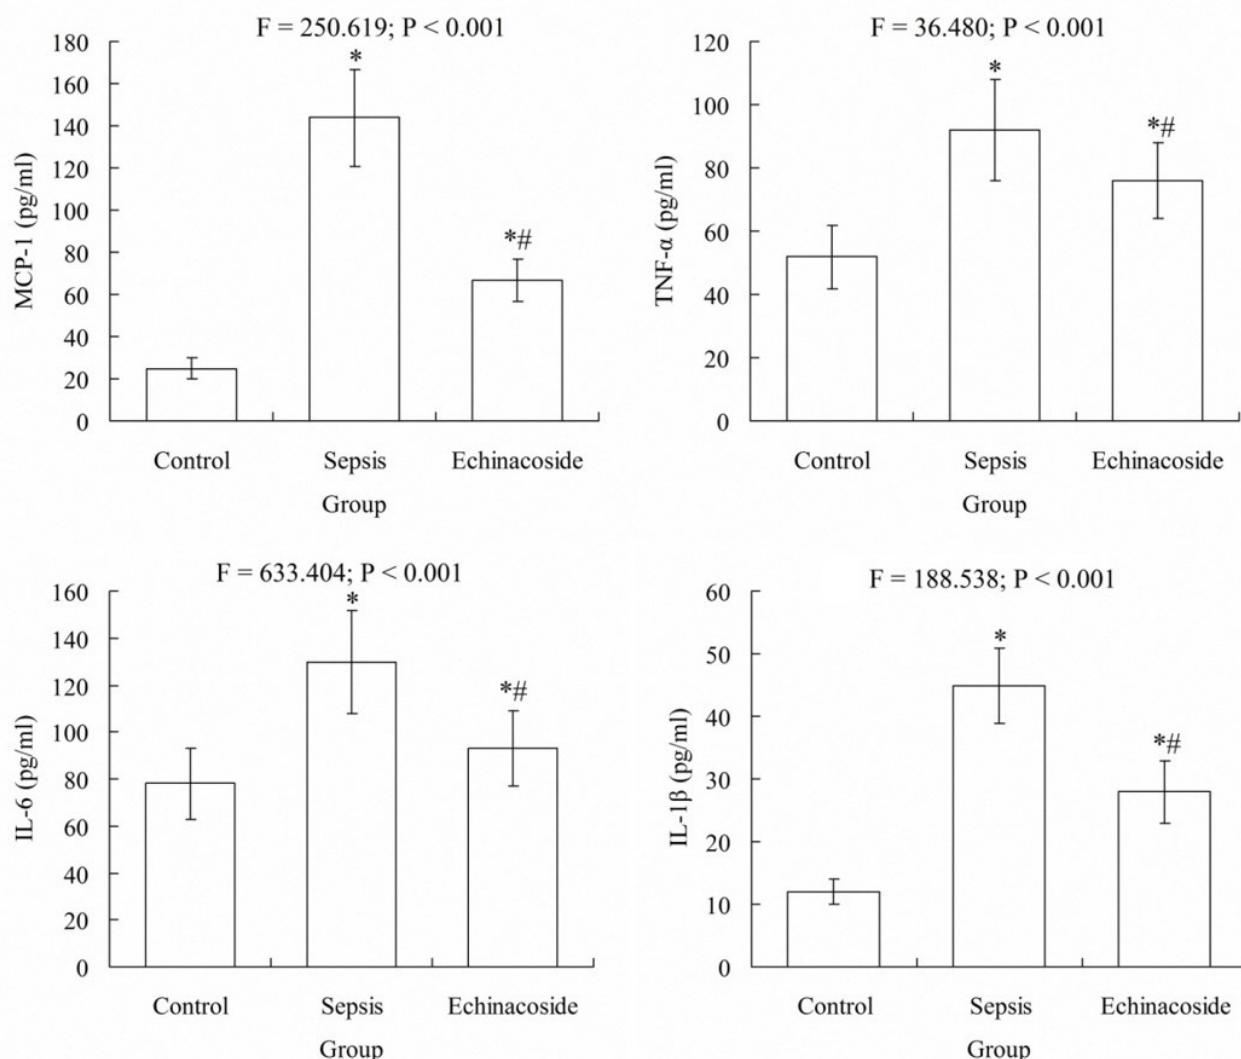 F = 250.619; P < 0.001
MCP-1 (pg/ml)
180
160
140
120
100
80
60
40
20
0
*
*#
Control Sepsis Echinacoside
Group
F = 36.480; P < 0.001
TNF-α (pg/ml)
120
100
80
60
40
20
0
*
*#
Control Sepsis Echinacoside
Group
F = 633.404; P < 0.001
IL-6 (pg/ml)
160
140
120
100
80
60
40
20
0
*
*#
Control Sepsis Echinacoside
Group
F = 188.538; P < 0.001
IL-1β (pg/ml)
60
50
40
30
20
10
0
*
*#
Control Sepsis Echinacoside
Group